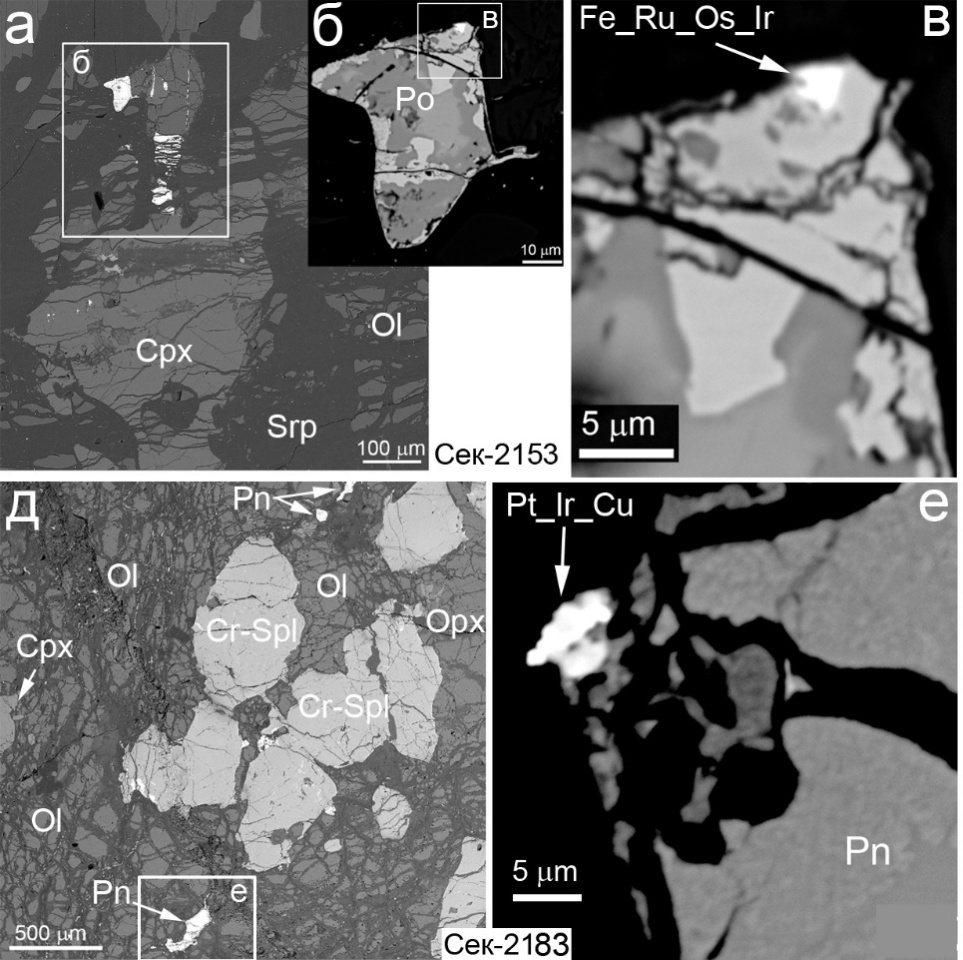 а
б
Cpx
Ol
Srp
100 μm
б
в
Po
10 μm
Сек-2153
Fe_Ru_Os_Ir
в
5 μm
д
Pn
Ol
Ol
Cr-Spl
Opx
Cpx
Cr-Spl
Ol
Pn
е
500 μm
Сек-2183
Pt_Ir_Cu
е
Pn
5 μm